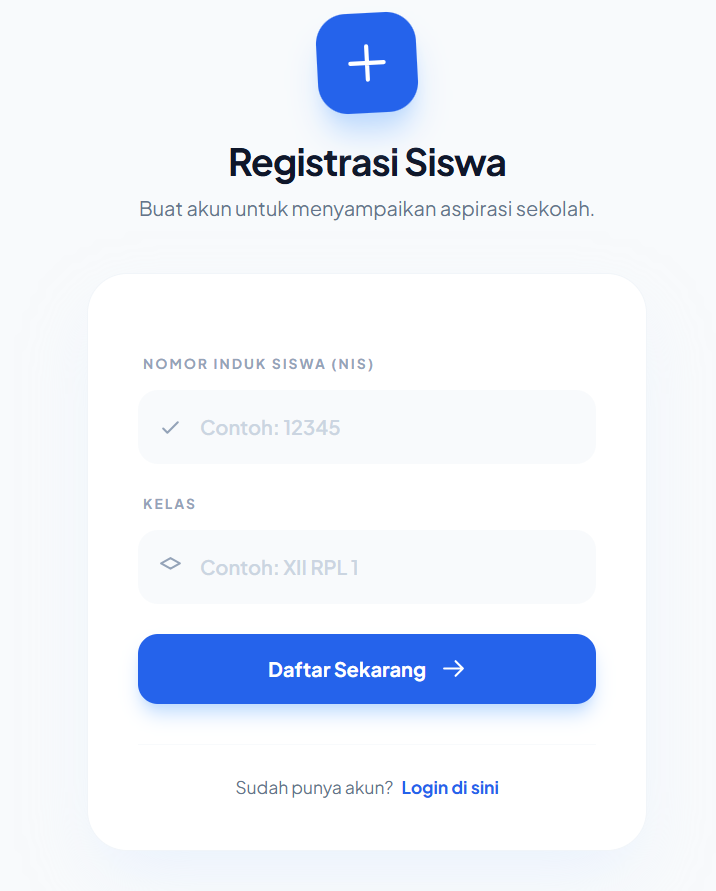 Registrasi Siswa
Buat akun untuk menyampaikan aspirasi sekolah.
NOMOR INDUK SISWA (NIS)
Contoh: 12345
KELAS
Contoh: XII RPL 1
Daftar Sekarang
Sudah punya akun? Login di sini